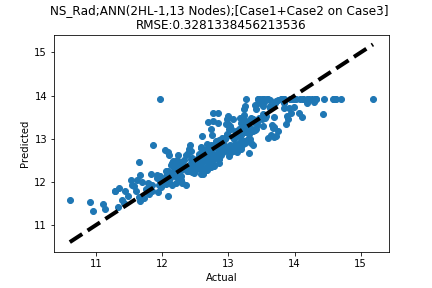 NS_Rad;ANN(2HL-1,13 Nodes);[Case1+Case2 on Case3]
RMSE:0.3281338456213536
15
14
13
12
11
Predicted
11
12
13
14
15
Actual